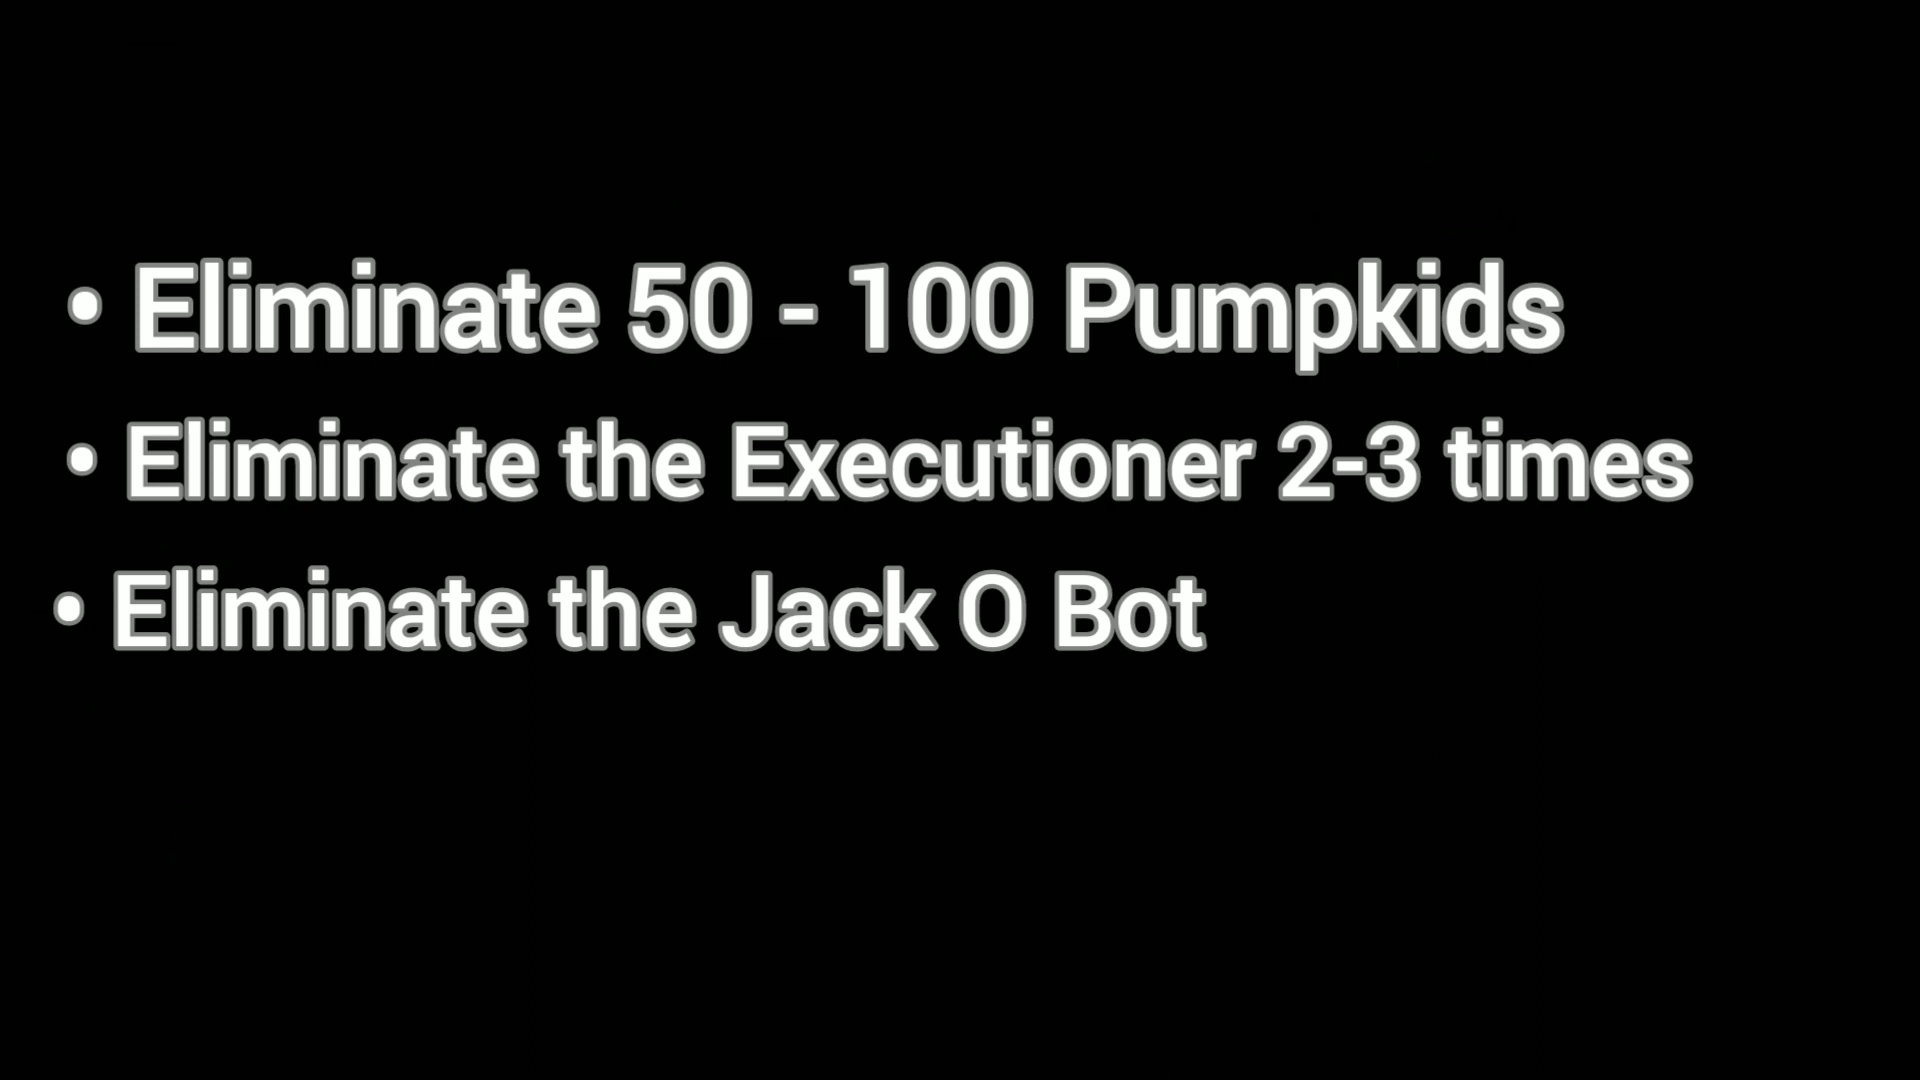 • Eliminate 50 - 100 Pumpkids
• Eliminate the Executioner 2-3 times
• Eliminate the Jack O Bot